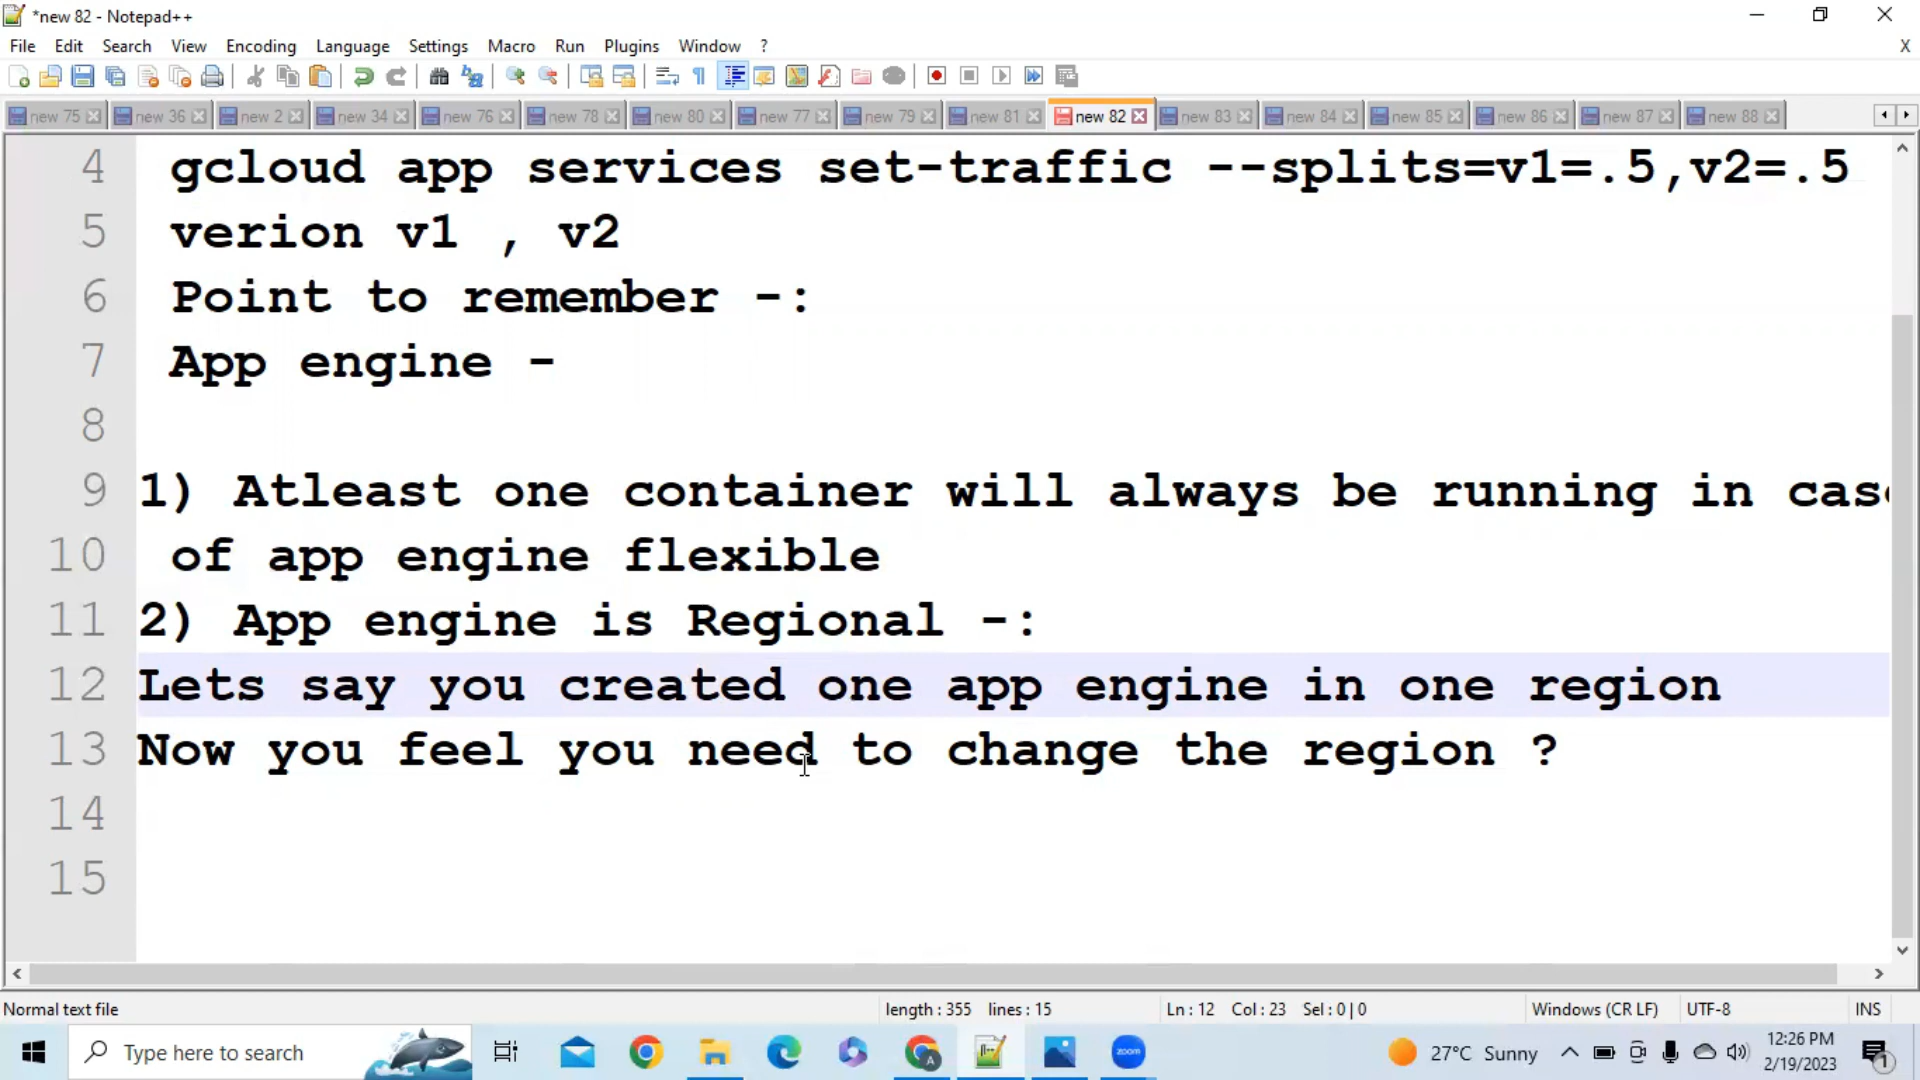 *new 82 - Notepad++
File Edit Search View Encoding Language Settings Macro Run Plugins Window ? X
new 75 new 36 new 2 new 34 new 76 new 78 new 80 new 77 new 79 new 81 new 82 new 83 new 84 new 85 new 86 new 87 new 88
4 gcloud app services set-traffic --splits=v1=.5,v2=.5
5 verion v1 , v2
6 Point to remember -:
7 App engine -
8
9 1) Atleast one container will always be running in cas
10 of app engine flexible
11 2) App engine is Regional -:
12 Lets say you created one app engine in one region
13 Now you feel you need to change the region ?
14
15
Normal text file length : 355 lines : 15 Ln : 12 Col : 23 Sel : 0 | 0 Windows (CR LF) UTF-8 INS
Type here to search zoom 27°C Sunny 12:26 PM
2/19/2023 1